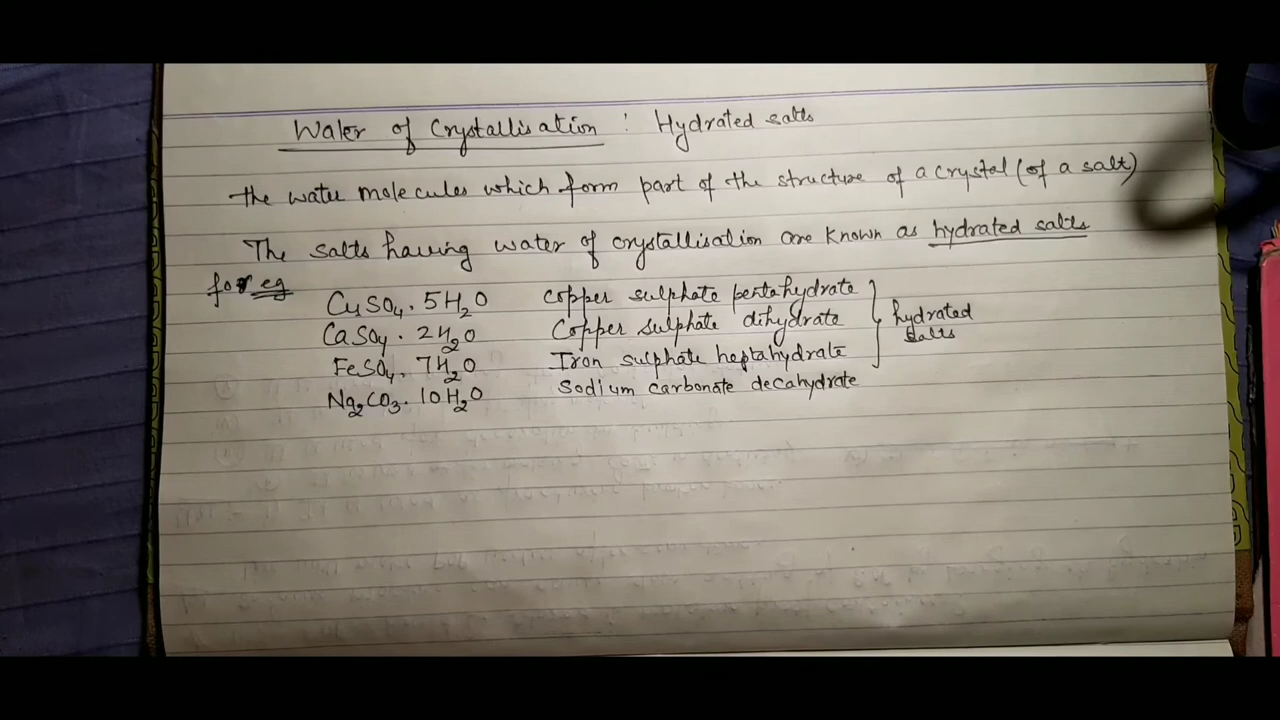 Water of Crystallisation : Hydrated salts
the water molecules which form part of the structure of a crystal (of a salt)
The salts having water of crystallisation are known as hydrated salts
for eg
CuSO4. 5H2O copper sulphate pentahydrate
CaSO4. 2H2O Copper sulphate dihydrate
FeSO4. 7H2O Iron sulphate heptahydrate
Na2CO3. 10H2O Sodium carbonate decahydrate
hydrated
salts